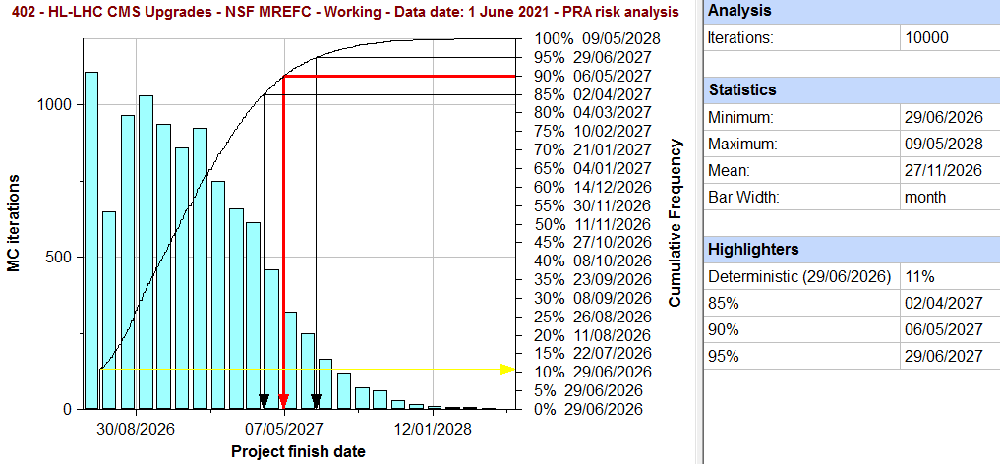 402 - HL-LHC CMS Upgrades - NSF MREFC - Working - Data date: 1 June 2021 - PRA risk analysis
MC iterations
1000
500
0
30/08/2026
07/05/2027
12/01/2028
Project finish date
100% 09/05/2028
95% 29/06/2027
90% 06/05/2027
85% 02/04/2027
80% 04/03/2027
75% 10/02/2027
70% 21/01/2027
65% 04/01/2027
60% 14/12/2026
55% 30/11/2026
50% 11/11/2026
45% 27/10/2026
40% 08/10/2026
35% 23/09/2026
30% 08/09/2026
25% 26/08/2026
20% 11/08/2026
15% 22/07/2026
10% 29/06/2026
5% 29/06/2026
0% 29/06/2026
Cumulative Frequency
Analysis
Iterations: 10000
Statistics
Minimum: 29/06/2026
Maximum: 09/05/2028
Mean: 27/11/2026
Bar Width: month
Highlighters
Deterministic (29/06/2026) 11%
85% 02/04/2027
90% 06/05/2027
95% 29/06/2027